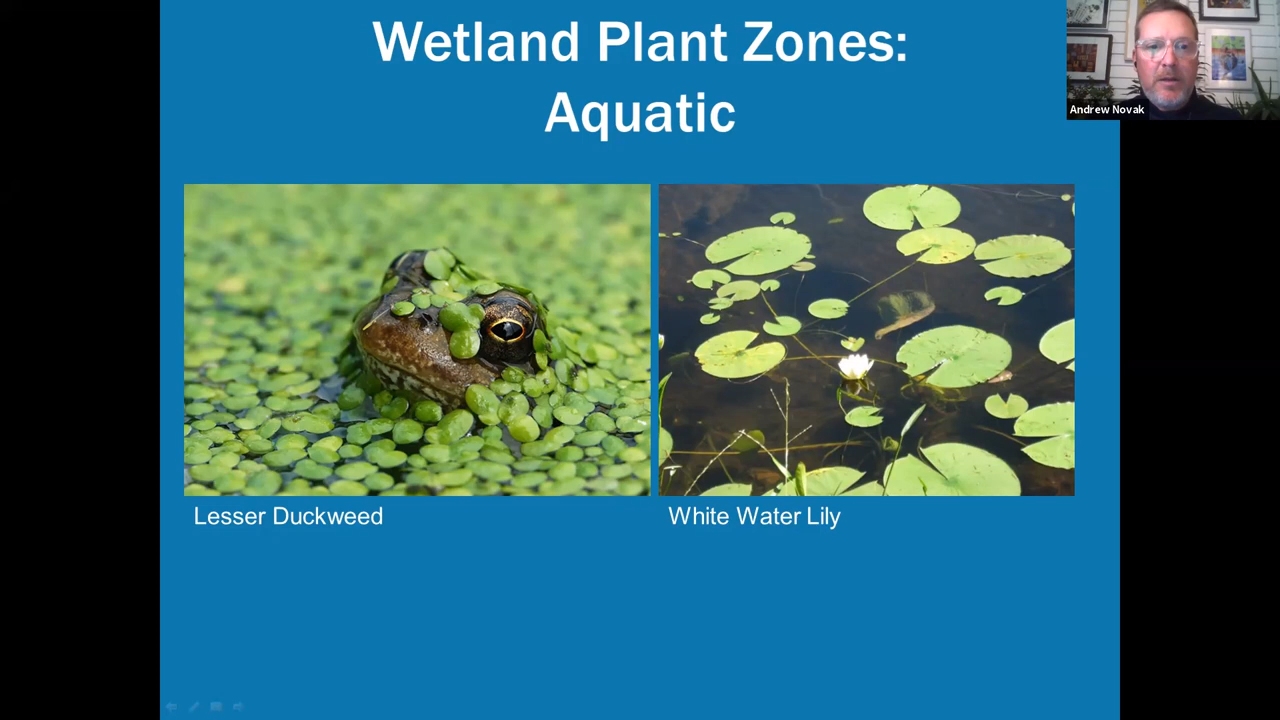 Wetland Plant Zones:
Aquatic
Andrew Novak
Lesser Duckweed
White Water Lily